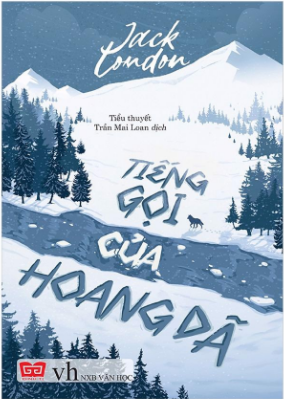 Jack
London
Tiểu thuyết
Trần Mai Loan dịch
TIẾNG
GỌI
CỦA
HOANG DÃ
vh
NXB VĂN HỌC